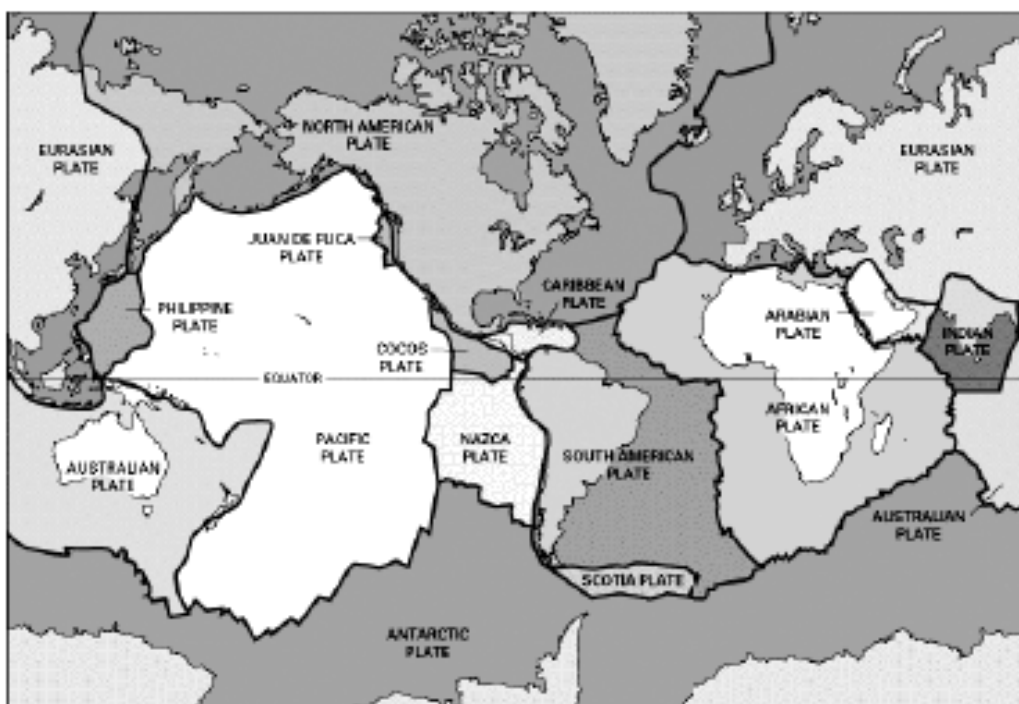 NORTH AMERICAN
PLATE
EURASIAN
PLATE
EURASIAN
PLATE
JUAN DE FUCA
PLATE
CARIBBEAN
PLATE
PHILIPPINE
PLATE
ARABIAN
PLATE
INDIAN
PLATE
COCOS
PLATE
EQUATOR
AFRICAN
PLATE
PACIFIC
PLATE
NAZCA
PLATE
SOUTH AMERICAN
PLATE
AUSTRALIAN
PLATE
AUSTRALIAN
PLATE
SCOTIA PLATE
ANTARCTIC
PLATE